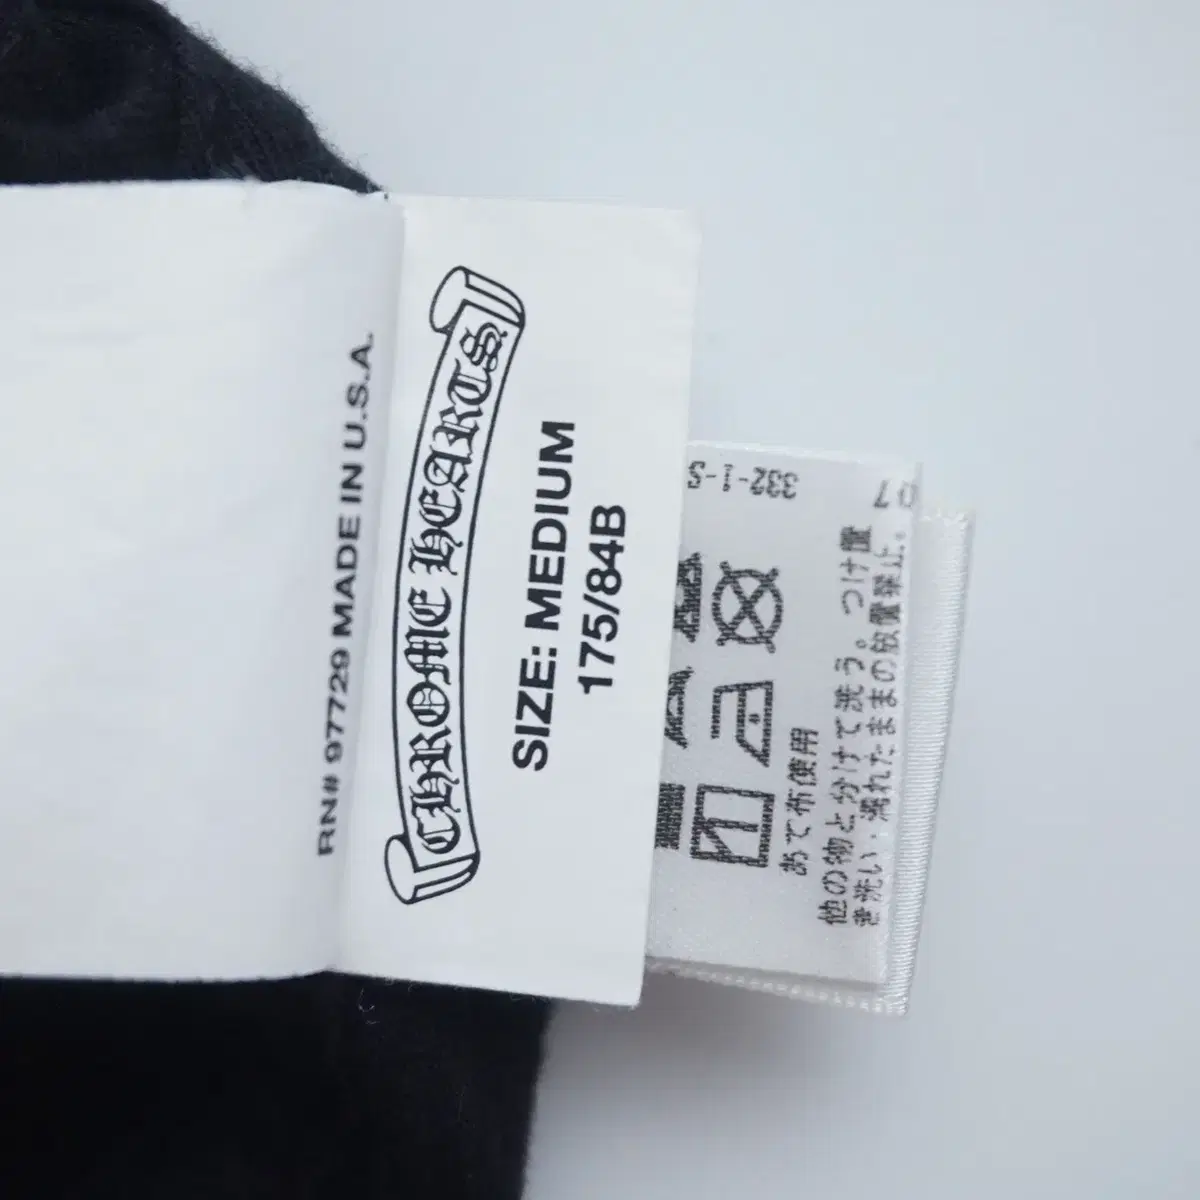 RN# 97729 MADE IN U.S.A.
CHROME HEARTS
SIZE: MEDIUM
175/84B
332-1-S
07
あて布使用
他の物と分けて洗う。つけ置
き洗い・濡れたままの放置禁止。